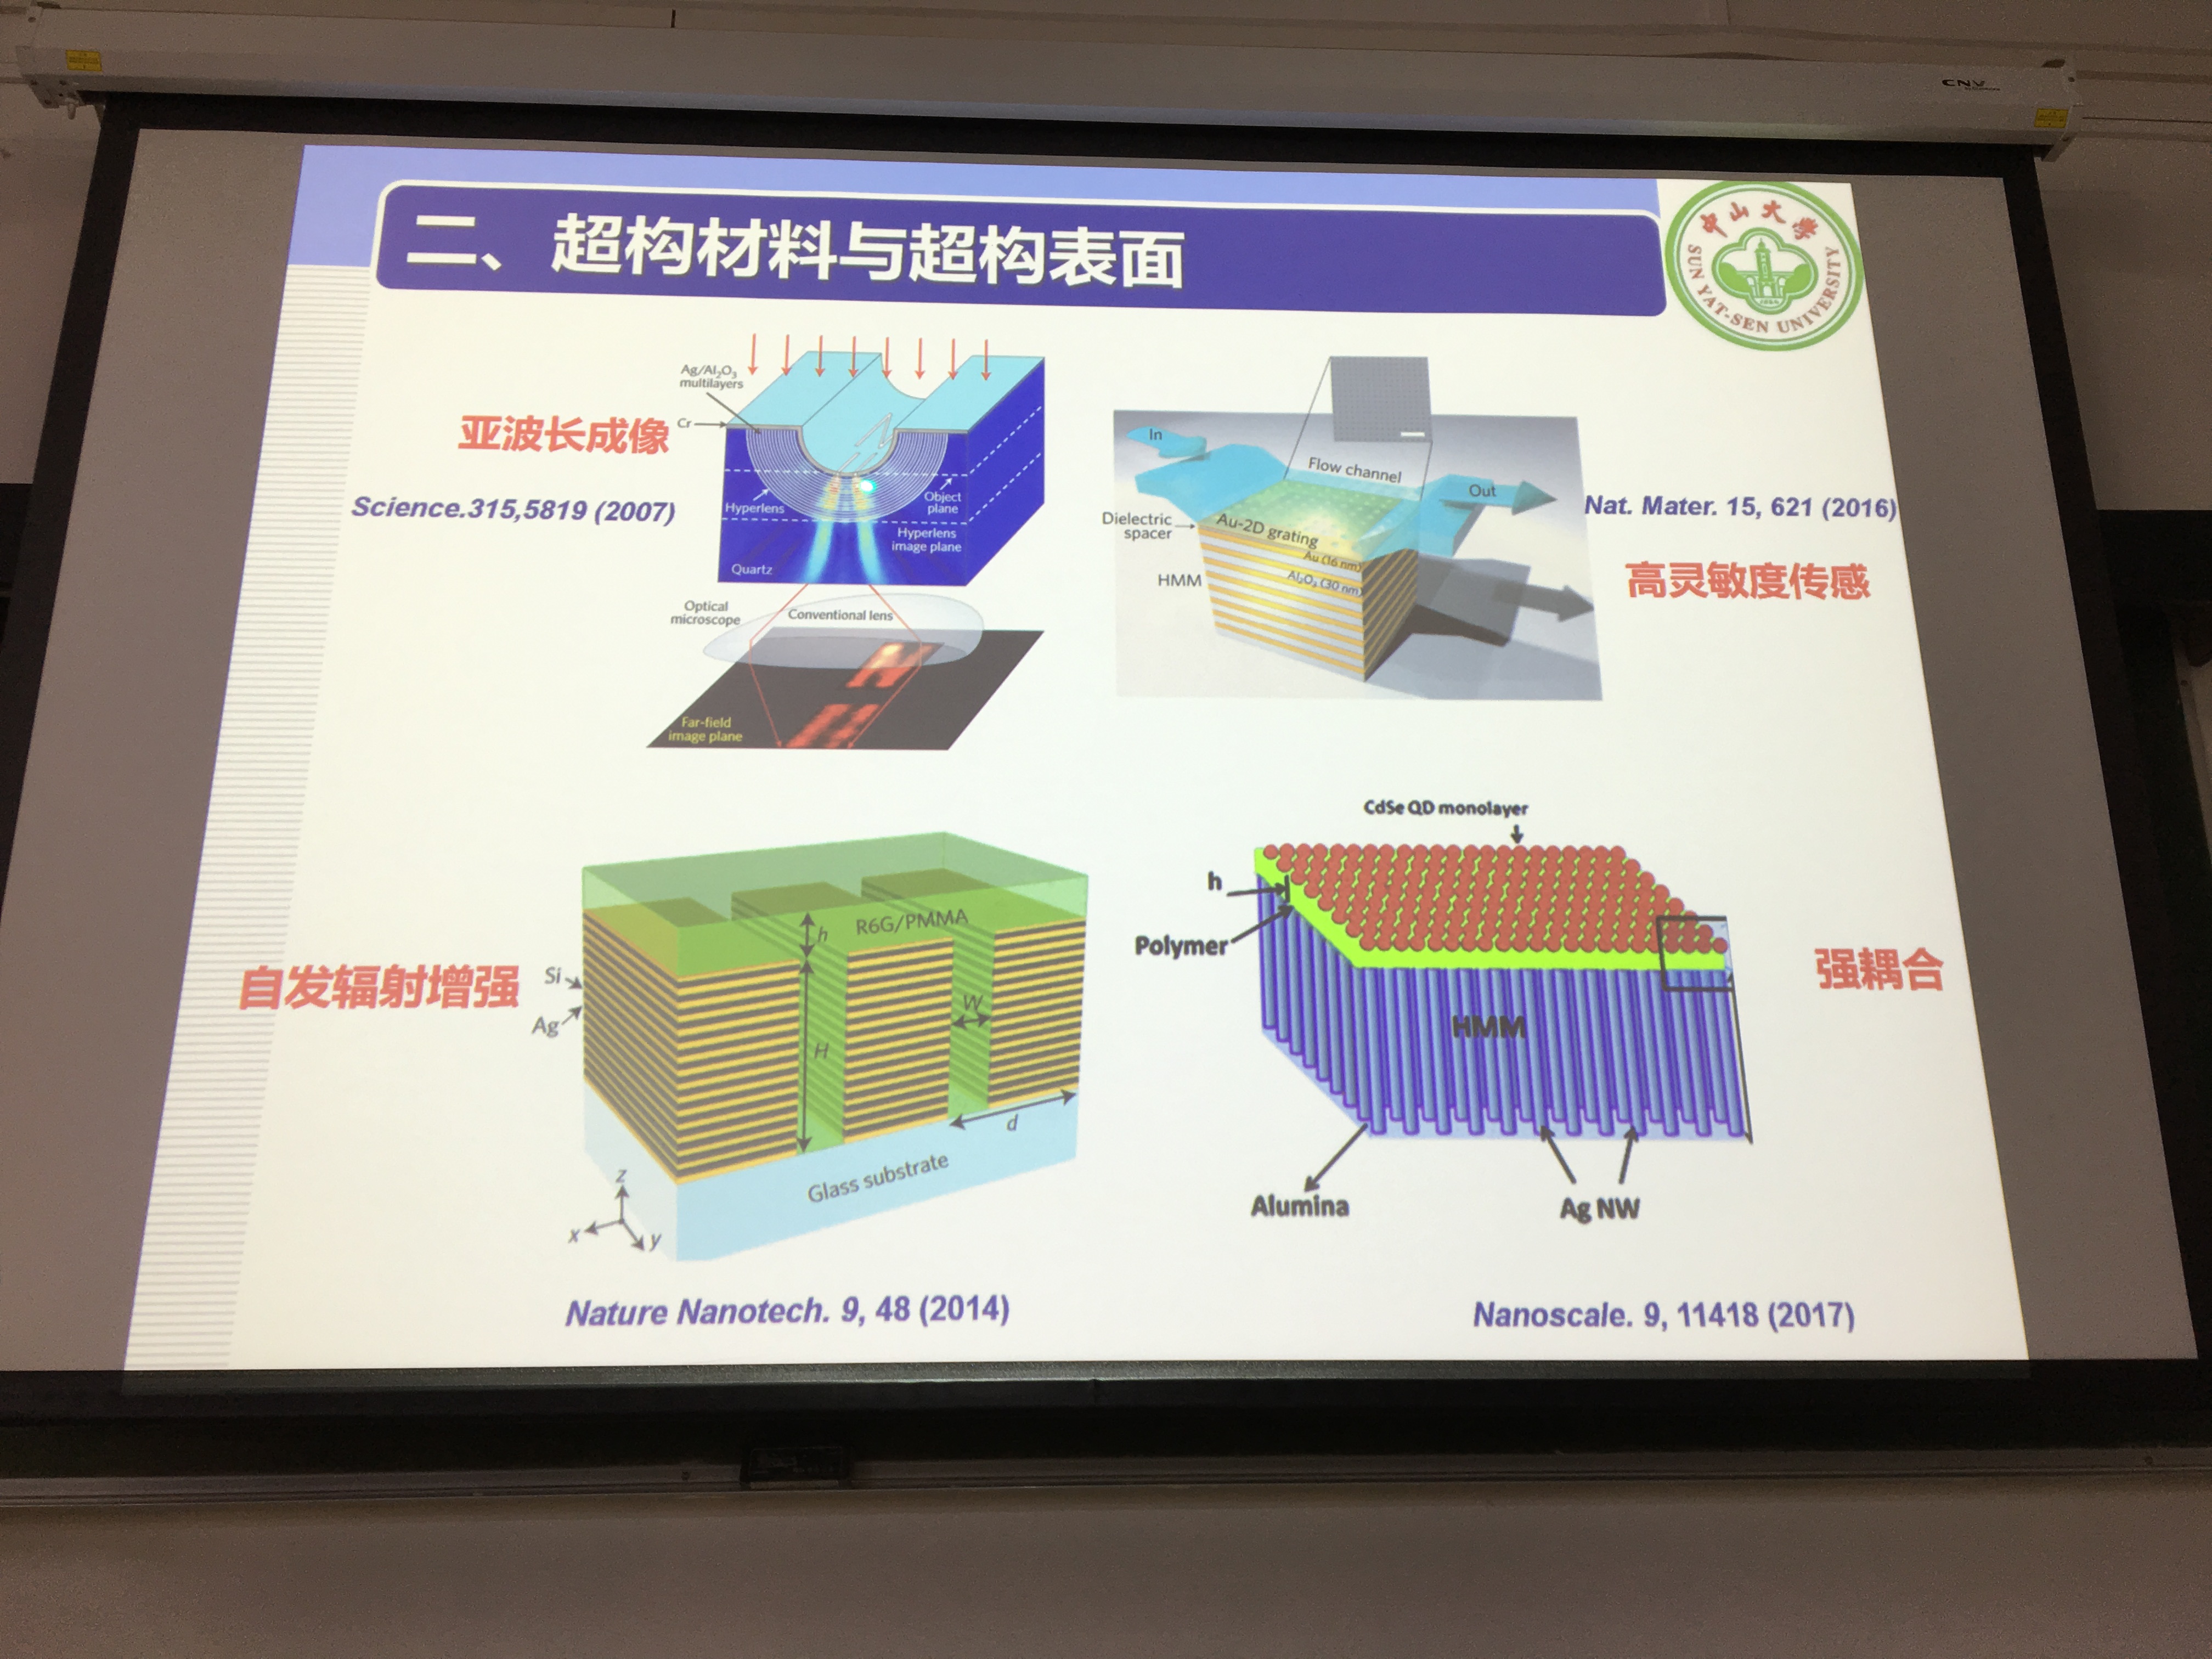 CNV
二、超构材料与超构表面
中山大学
SUN YAT-SEN UNIVERSITY
亚波长成像
Science.315,5819 (2007)
Ag/Al₂O₃
multilayers
Cr
Hyperlens
Object
plane
Hyperlens
image plane
Quartz
Optical
microscope
Conventional lens
Far-field
image plane
In
Flow channel
Out
Dielectric
spacer
Au-2D grating
Au (16 nm)
Al₂O₃ (30 nm)
HMM
Nat. Mater. 15, 621 (2016)
高灵敏度传感
自发辐射增强
Si
Ag
h
R6G/PMMA
W
H
d
Glass substrate
z
x
y
Nature Nanotech. 9, 48 (2014)
CdSe QD monolayer
h
Polymer
HMM
Alumina
Ag NW
强耦合
Nanoscale. 9, 11418 (2017)